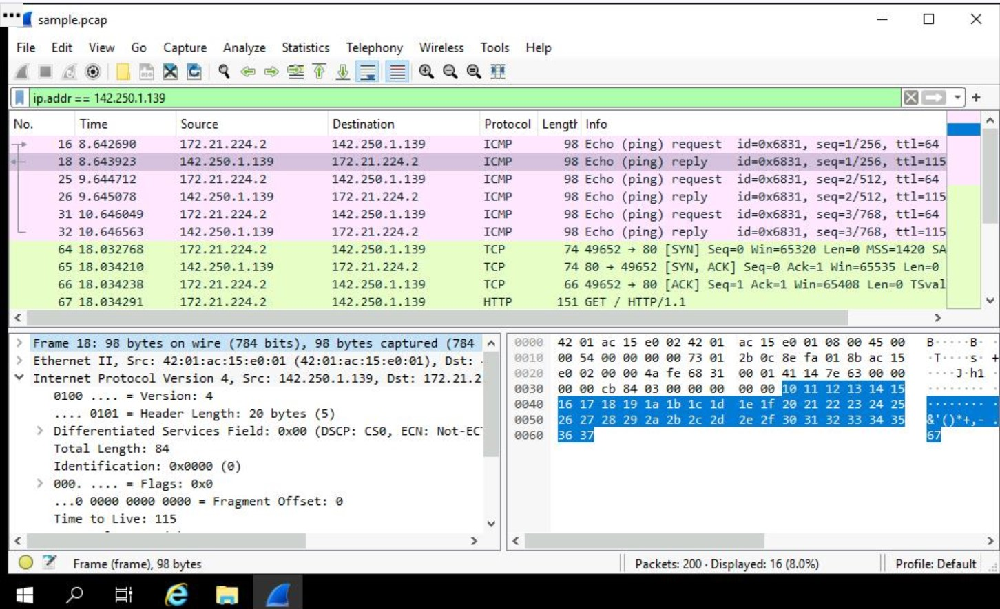 sample.pcap
File Edit View Go Capture Analyze Statistics Telephony Wireless Tools Help
ip.addr == 142.250.1.139
No. Time Source Destination Protocol Length Info
16 8.642690 172.21.224.2 142.250.1.139 ICMP 98 Echo (ping) request id=0x6831, seq=1/256, ttl=64
18 8.643923 142.250.1.139 172.21.224.2 ICMP 98 Echo (ping) reply id=0x6831, seq=1/256, ttl=115
25 9.644712 172.21.224.2 142.250.1.139 ICMP 98 Echo (ping) request id=0x6831, seq=2/512, ttl=64
26 9.645078 142.250.1.139 172.21.224.2 ICMP 98 Echo (ping) reply id=0x6831, seq=2/512, ttl=115
31 10.646049 172.21.224.2 142.250.1.139 ICMP 98 Echo (ping) request id=0x6831, seq=3/768, ttl=64
32 10.646563 142.250.1.139 172.21.224.2 ICMP 98 Echo (ping) reply id=0x6831, seq=3/768, ttl=115
64 18.032768 172.21.224.2 142.250.1.139 TCP 74 49652 → 80 [SYN] Seq=0 Win=65320 Len=0 MSS=1420 SA
65 18.034210 142.250.1.139 172.21.224.2 TCP 74 80 → 49652 [SYN, ACK] Seq=0 Ack=1 Win=65535 Len=0
66 18.034238 172.21.224.2 142.250.1.139 TCP 66 49652 → 80 [ACK] Seq=1 Ack=1 Win=65408 Len=0 TSval
67 18.034291 172.21.224.2 142.250.1.139 HTTP 151 GET / HTTP/1.1
Frame 18: 98 bytes on wire (784 bits), 98 bytes captured (784
Ethernet II, Src: 42:01:ac:15:e0:01 (42:01:ac:15:e0:01), Dst:
Internet Protocol Version 4, Src: 142.250.1.139, Dst: 172.21.2
0100 .... = Version: 4
.... 0101 = Header Length: 20 bytes (5)
Differentiated Services Field: 0x00 (DSCP: CS0, ECN: Not-EC
Total Length: 84
Identification: 0x0000 (0)
000. .... = Flags: 0x0
...0 0000 0000 0000 = Fragment Offset: 0
Time to Live: 115
0000 42 01 ac 15 e0 02 42 01 ac 15 e0 01 08 00 45 00 B·····B·
0010 00 54 00 00 00 00 73 01 2b 0c 8e fa 01 8b ac 15 ·T····s· +
0020 e0 02 00 00 4a fe 68 31 00 01 41 14 7e 63 00 00 ····J·h1
0030 00 00 cb 84 03 00 00 00 00 00 10 11 12 13 14 15 ········
0040 16 17 18 19 1a 1b 1c 1d 1e 1f 20 21 22 23 24 25 ········
0050 26 27 28 29 2a 2b 2c 2d 2e 2f 30 31 32 33 34 35 &'()*+,- .
0060 36 37 67
Frame (frame), 98 bytes Packets: 200 · Displayed: 16 (8.0%) Profile: Default